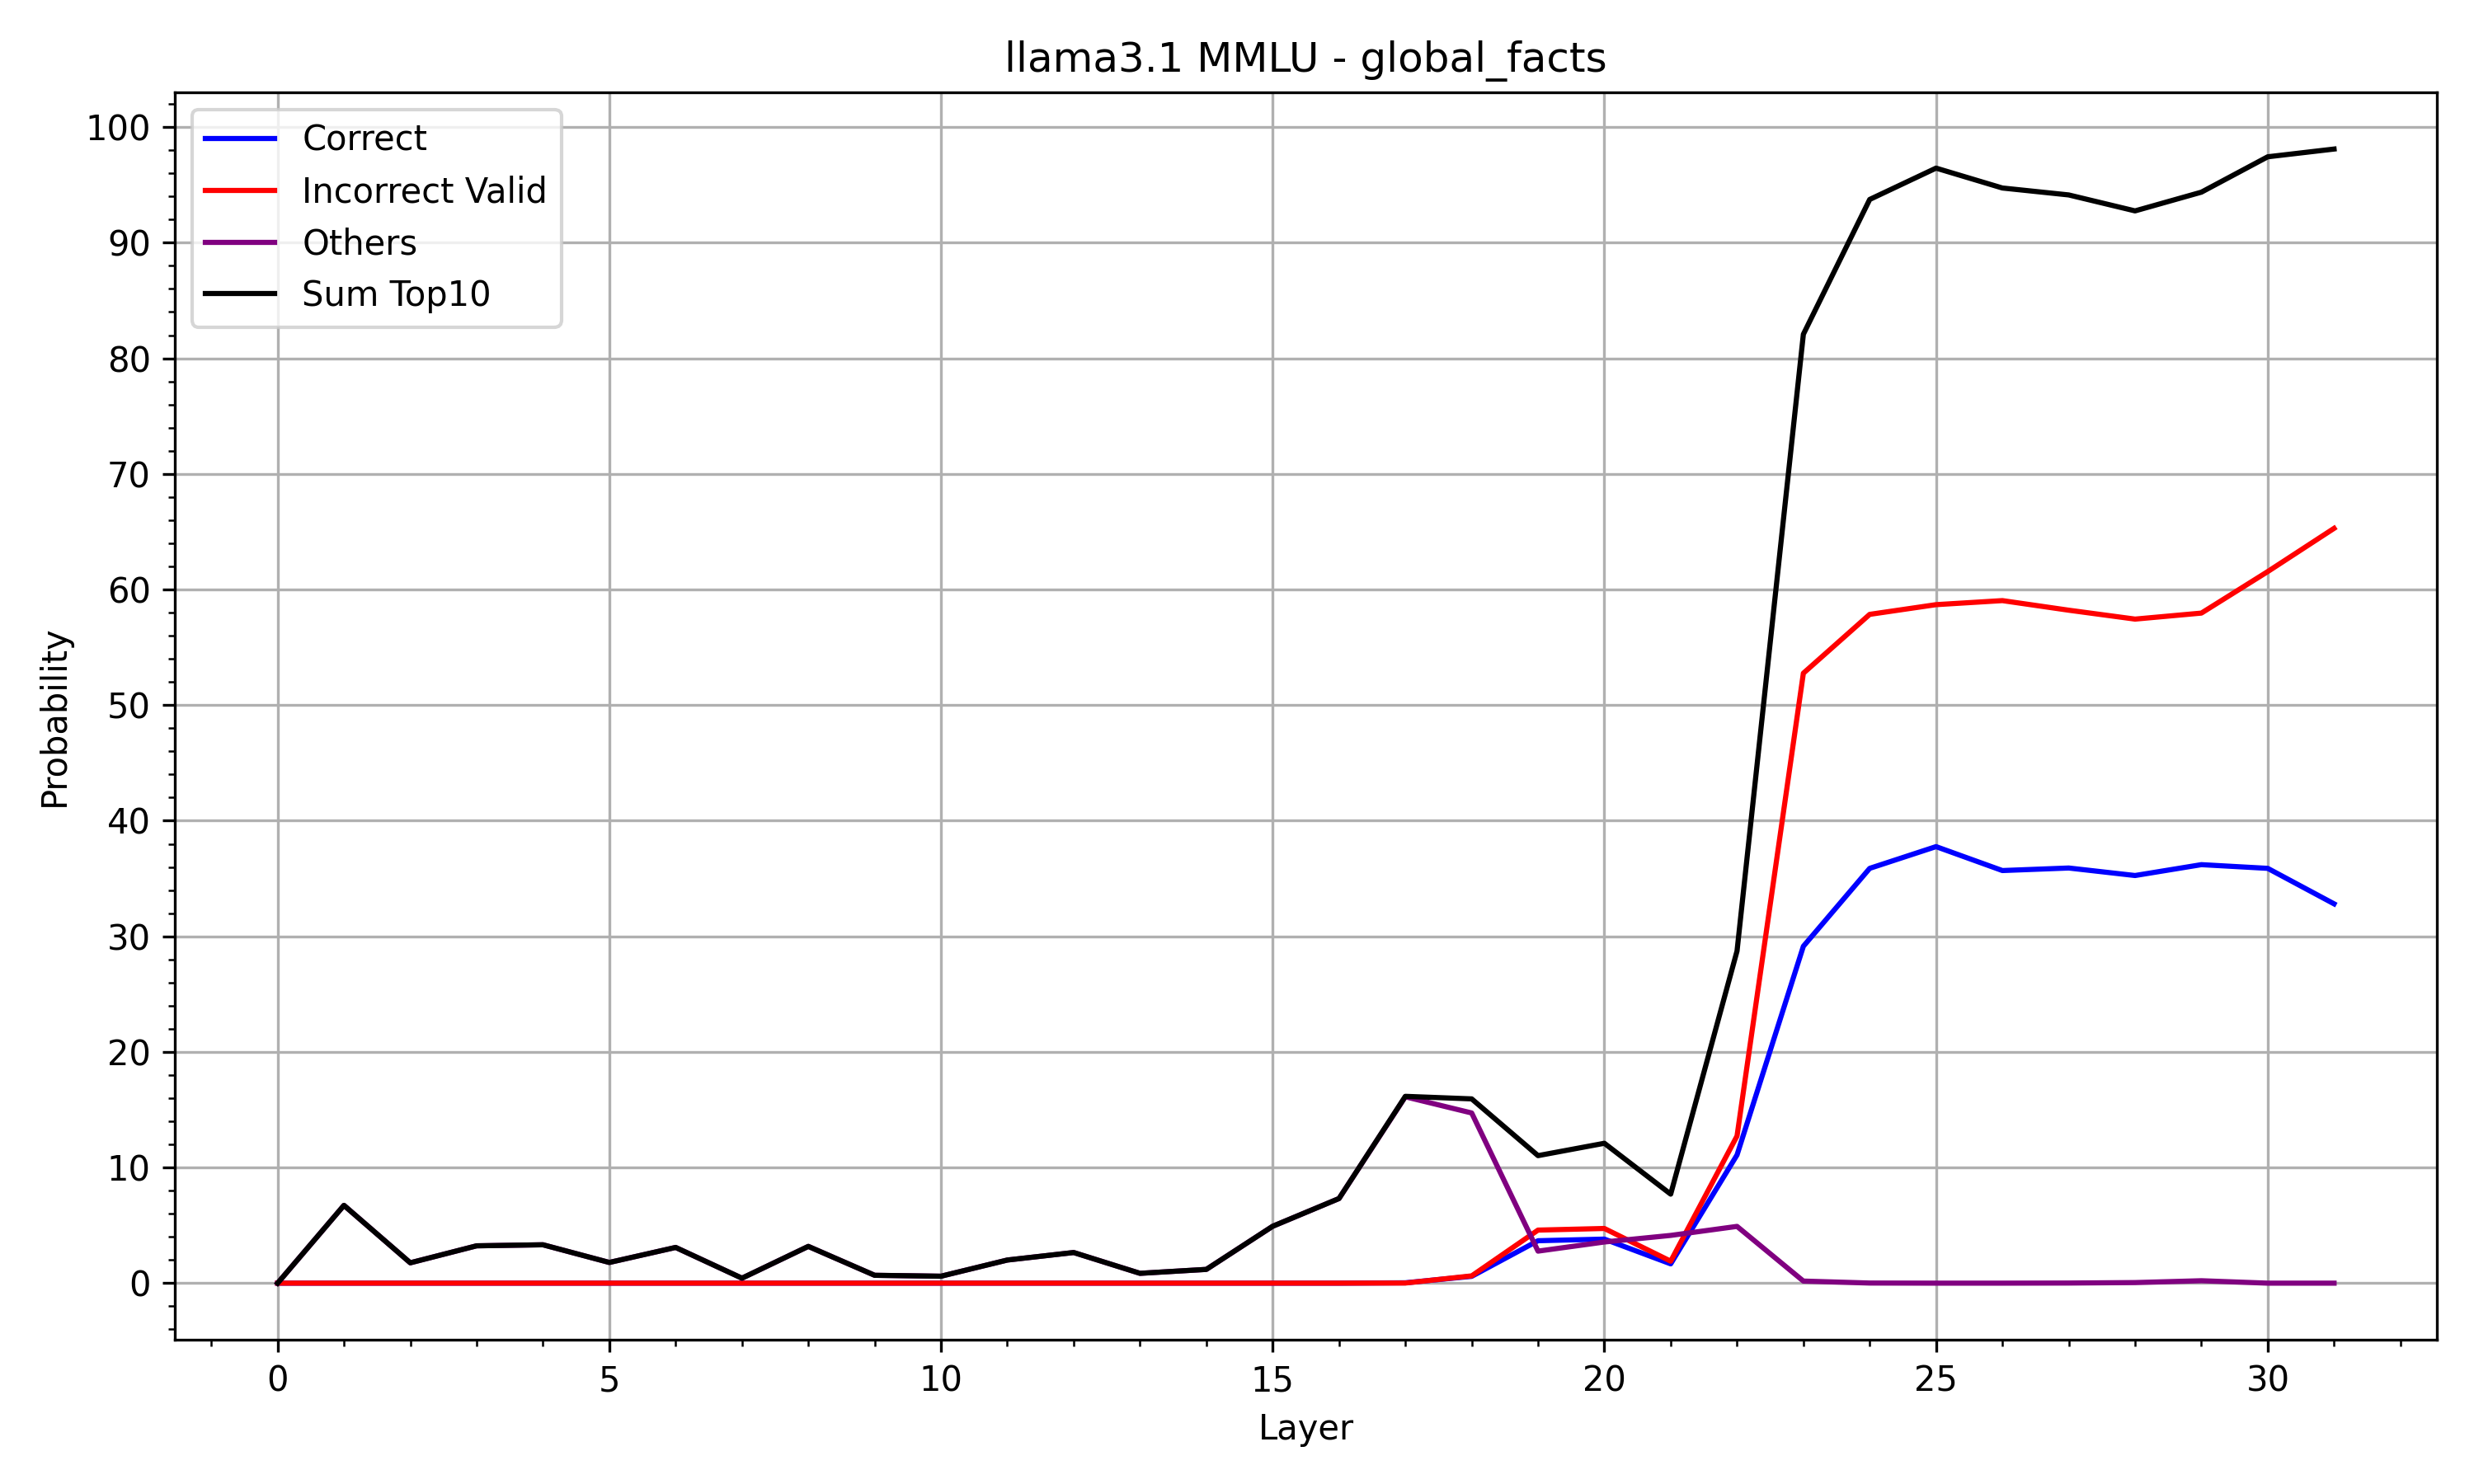 llama3.1 MMLU - global_facts
Correct
Incorrect Valid
Others
Sum Top10
100
90
80
70
60
50
40
30
20
10
0
Probability
0 5 10 15 20 25 30
Layer